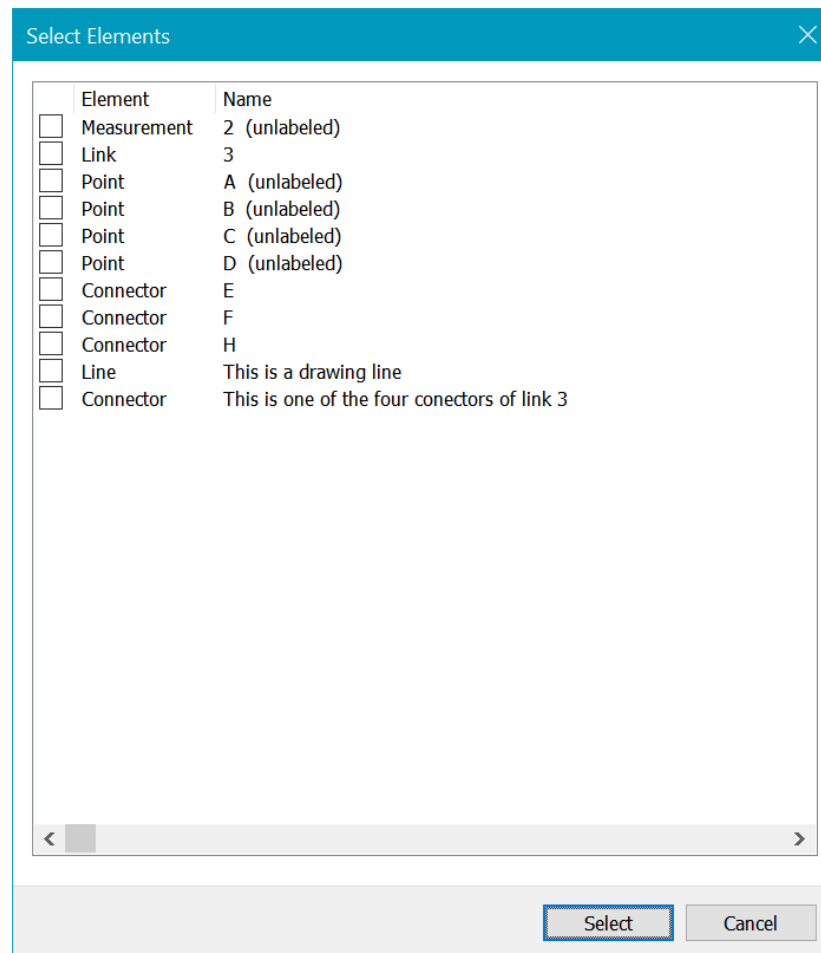 Select Elements
Element Name
Measurement 2 (unlabeled)
Link 3
Point A (unlabeled)
Point B (unlabeled)
Point C (unlabeled)
Point D (unlabeled)
Connector E
Connector F
Connector H
Line This is a drawing line
Connector This is one of the four conectors of link 3
Select Cancel